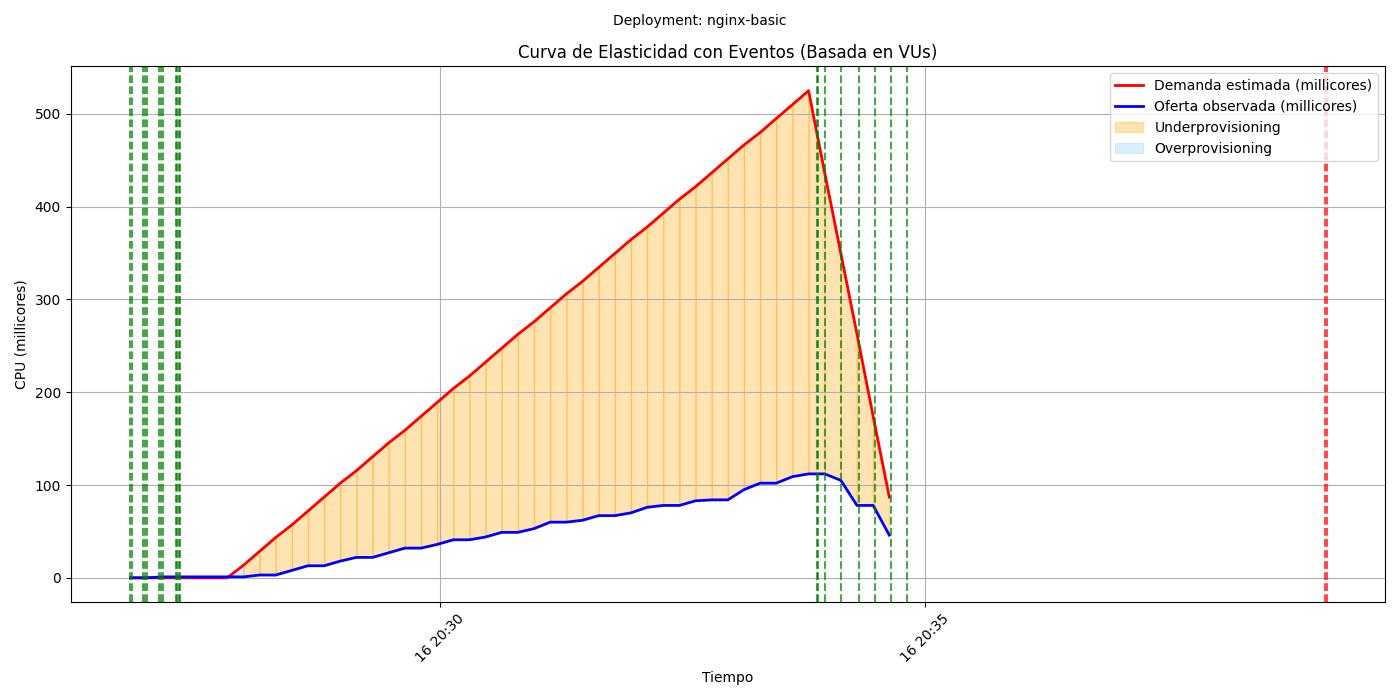 Deployment: nginx-basic
Curva de Elasticidad con Eventos (Basada en VUs)
Demanda estimada (millicores)
Oferta observada (millicores)
Underprovisioning
Overprovisioning
CPU (millicores)
500
400
300
200
100
0
16 20:30
16 20:35
Tiempo